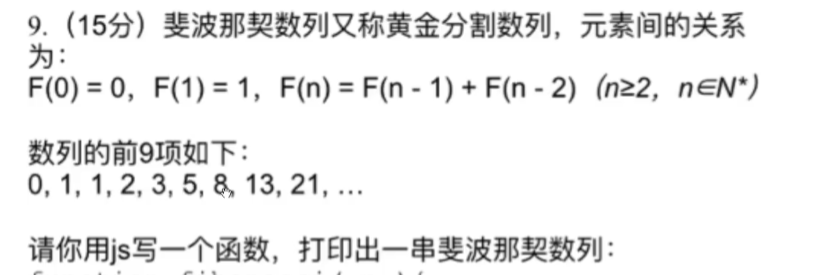 9.（15分）斐波那契数列又称黄金分割数列，元素间的关系
为：
F(0) = 0，F(1) = 1，F(n) = F(n - 1) + F(n - 2)（n≥2，n∈N*）
数列的前9项如下：
0, 1, 1, 2, 3, 5, 8, 13, 21, …
请你用js写一个函数，打印出一串斐波那契数列：